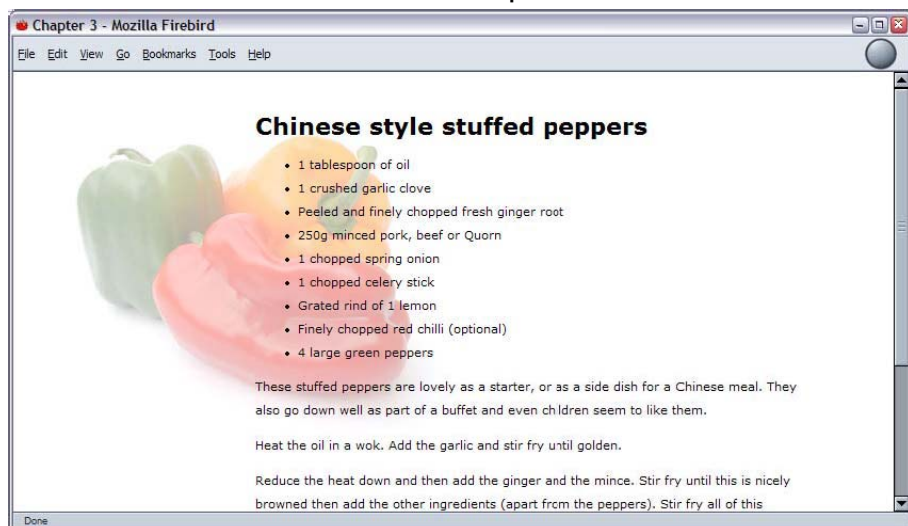 Chapter 3 - Mozilla Firebird
File Edit View Go Bookmarks Tools Help
Chinese style stuffed peppers
• 1 tablespoon of oil
• 1 crushed garlic clove
• Peeled and finely chopped fresh ginger root
• 250g minced pork, beef or Quorn
• 1 chopped spring onion
• 1 chopped celery stick
• Grated rind of 1 lemon
• Finely chopped red chilli (optional)
• 4 large green peppers
These stuffed peppers are lovely as a starter, or as a side dish for a Chinese meal. They
also go down well as part of a buffet and even children seem to like them.
Heat the oil in a wok. Add the garlic and stir fry until golden.
Reduce the heat down and then add the ginger and the mince. Stir fry until this is nicely
browned then add the other ingredients (apart from the peppers). Stir fry all of this
Done